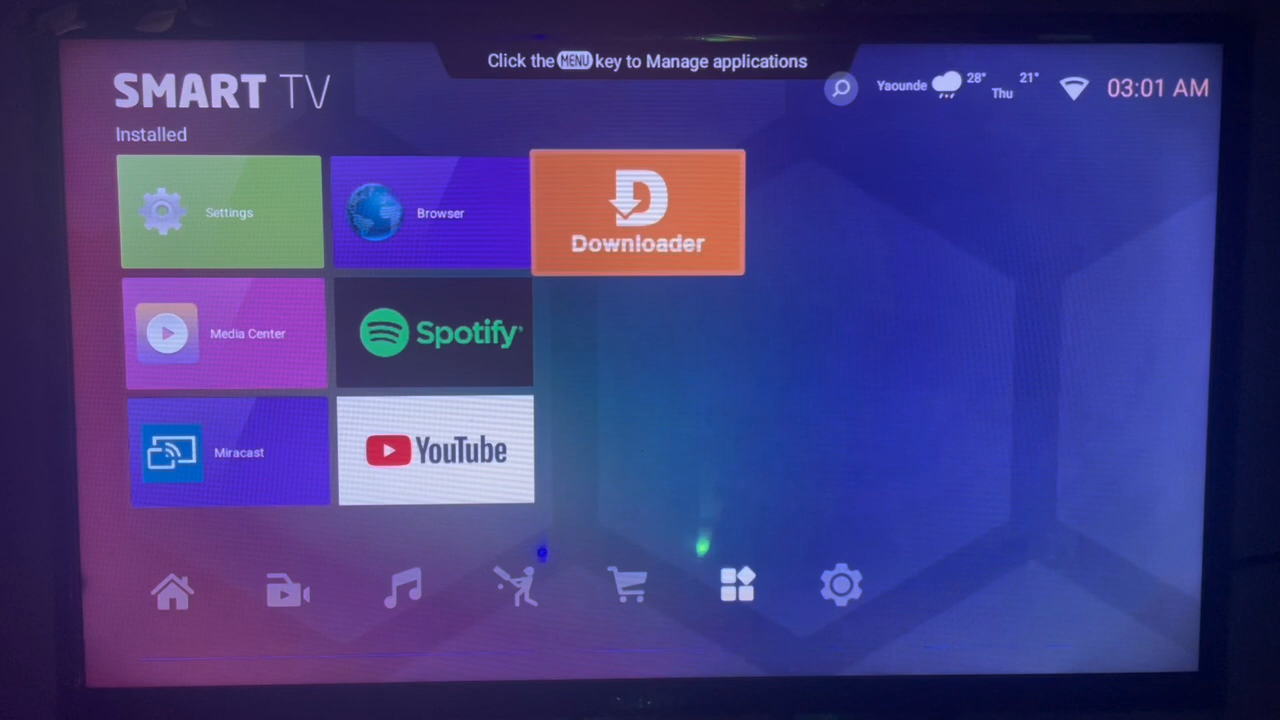 Click the MENU key to Manage applications
SMART TV
Yaounde 28° Thu 21° 03:01 AM
Installed
Settings
Browser
Downloader
Media Center
Spotify
Miracast
YouTube